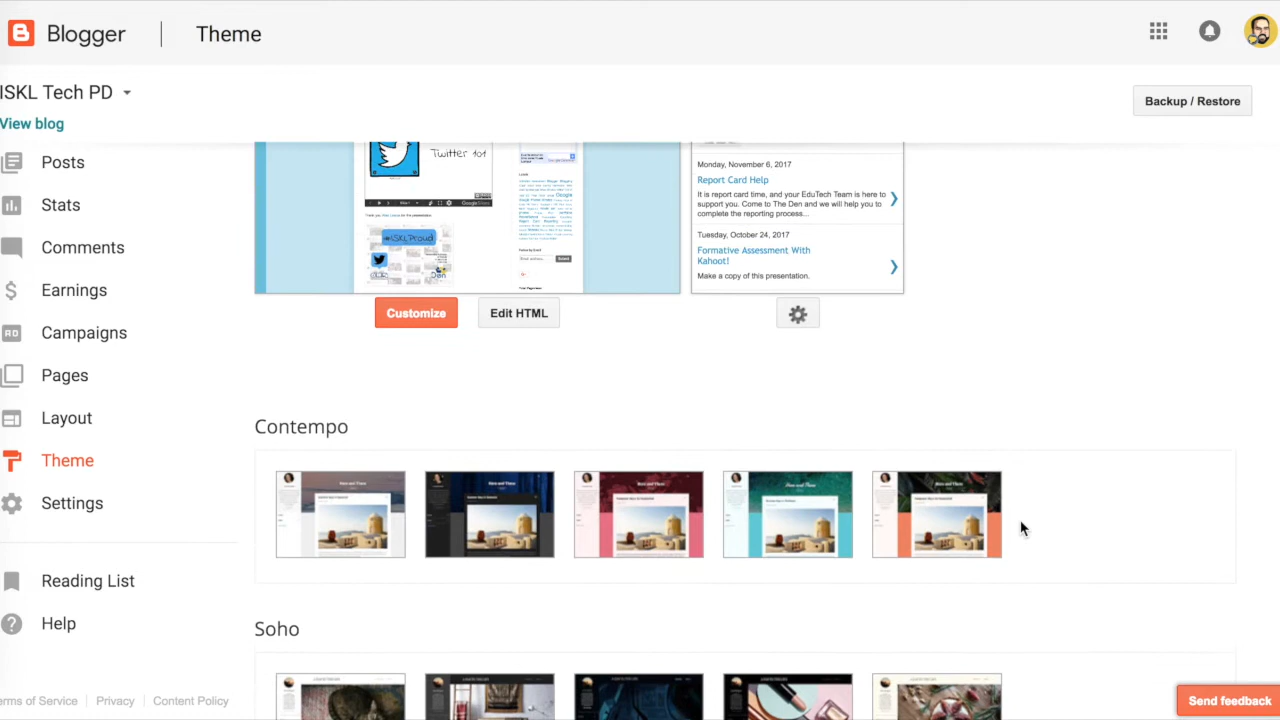 Blogger
Theme
ISKL Tech PD
View blog
Backup / Restore
Posts
Stats
Comments
Earnings
Campaigns
Pages
Layout
Theme
Settings
Reading List
Help
Terms of Service
Privacy
Content Policy
Twitter 101
#ISKLProud
Monday, November 6, 2017
Report Card Help
It is report card time, and your EduTech Team is here to
support you. Come to The Den and we will help you to
complete the reporting process...
Tuesday, October 24, 2017
Formative Assessment With
Kahoot!
Make a copy of this presentation.
Customize
Edit HTML
Contempo
Soho
Send feedback